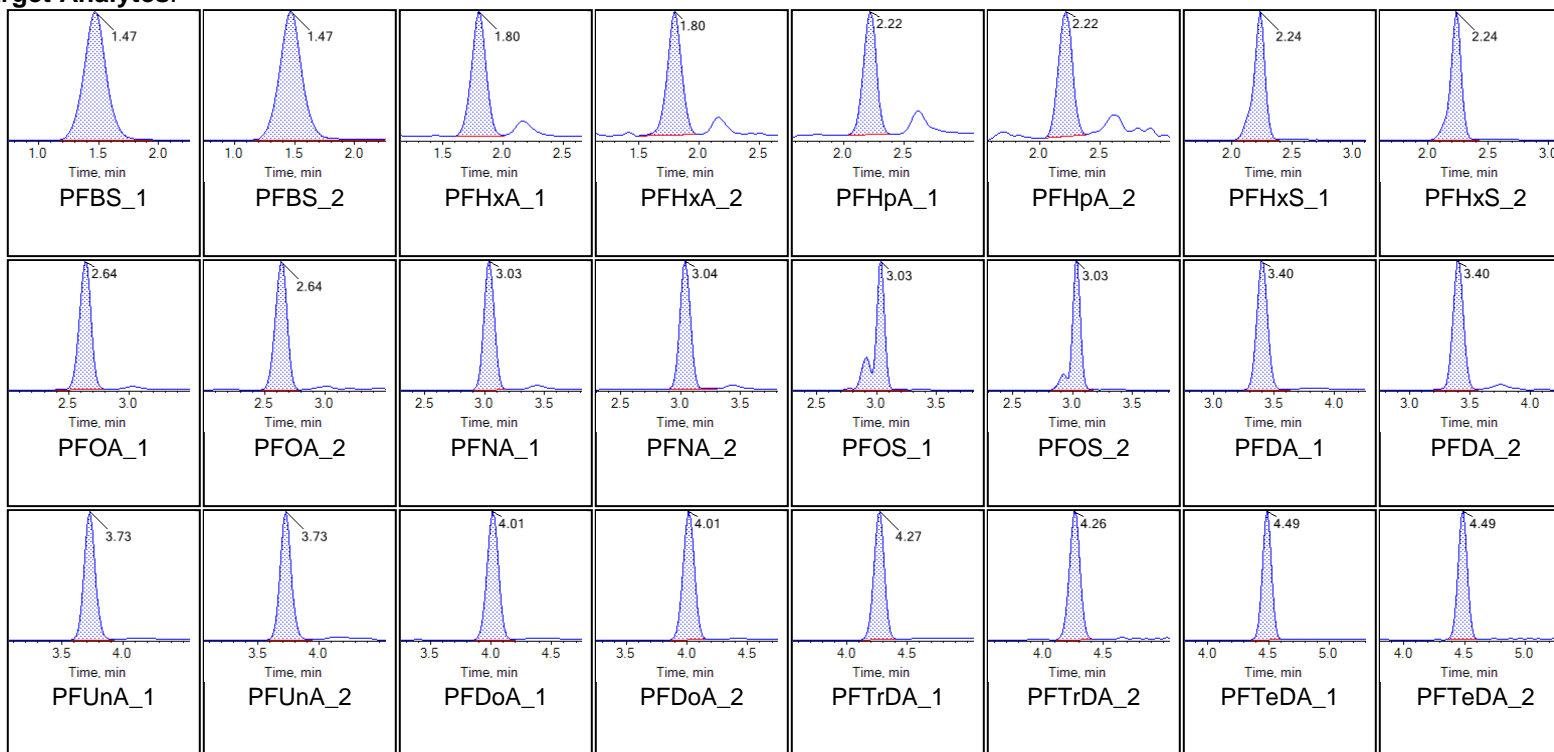 rget Analytes:
1.47 1.47 1.80 1.80 2.22 2.22 2.24 2.24
1.0 1.5 2.0 1.0 1.5 2.0 1.5 2.0 2.5 1.5 2.0 2.5 2.0 2.5 2.0 2.5 2.0 2.5 3.0 2.0 2.5 3.0
Time, min Time, min Time, min Time, min Time, min Time, min Time, min Time, min
PFBS_1 PFBS_2 PFHxA_1 PFHxA_2 PFHpA_1 PFHpA_2 PFHxS_1 PFHxS_2
2.64 2.64 3.03 3.04 3.03 3.03 3.40 3.40
2.5 3.0 2.5 3.0 2.5 3.0 3.5 2.5 3.0 3.5 2.5 3.0 3.5 2.5 3.0 3.5 3.0 3.5 4.0 3.0 3.5 4.0
Time, min Time, min Time, min Time, min Time, min Time, min Time, min Time, min
PFOA_1 PFOA_2 PFNA_1 PFNA_2 PFOS_1 PFOS_2 PFDA_1 PFDA_2
3.73 3.73 4.01 4.01 4.27 4.26 4.49 4.49
3.5 4.0 3.5 4.0 3.5 4.0 4.5 3.5 4.0 4.5 4.0 4.5 4.0 4.5 4.0 4.5 5.0 4.0 4.5 5.0
Time, min Time, min Time, min Time, min Time, min Time, min Time, min Time, min
PFUnA_1 PFUnA_2 PFDoA_1 PFDoA_2 PFTrDA_1 PFTrDA_2 PFTeDA_1 PFTeDA_2